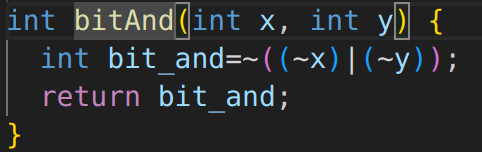 int bitAnd(int x, int y) {
  int bit_and=~((~x)|(~y));
  return bit_and;
}